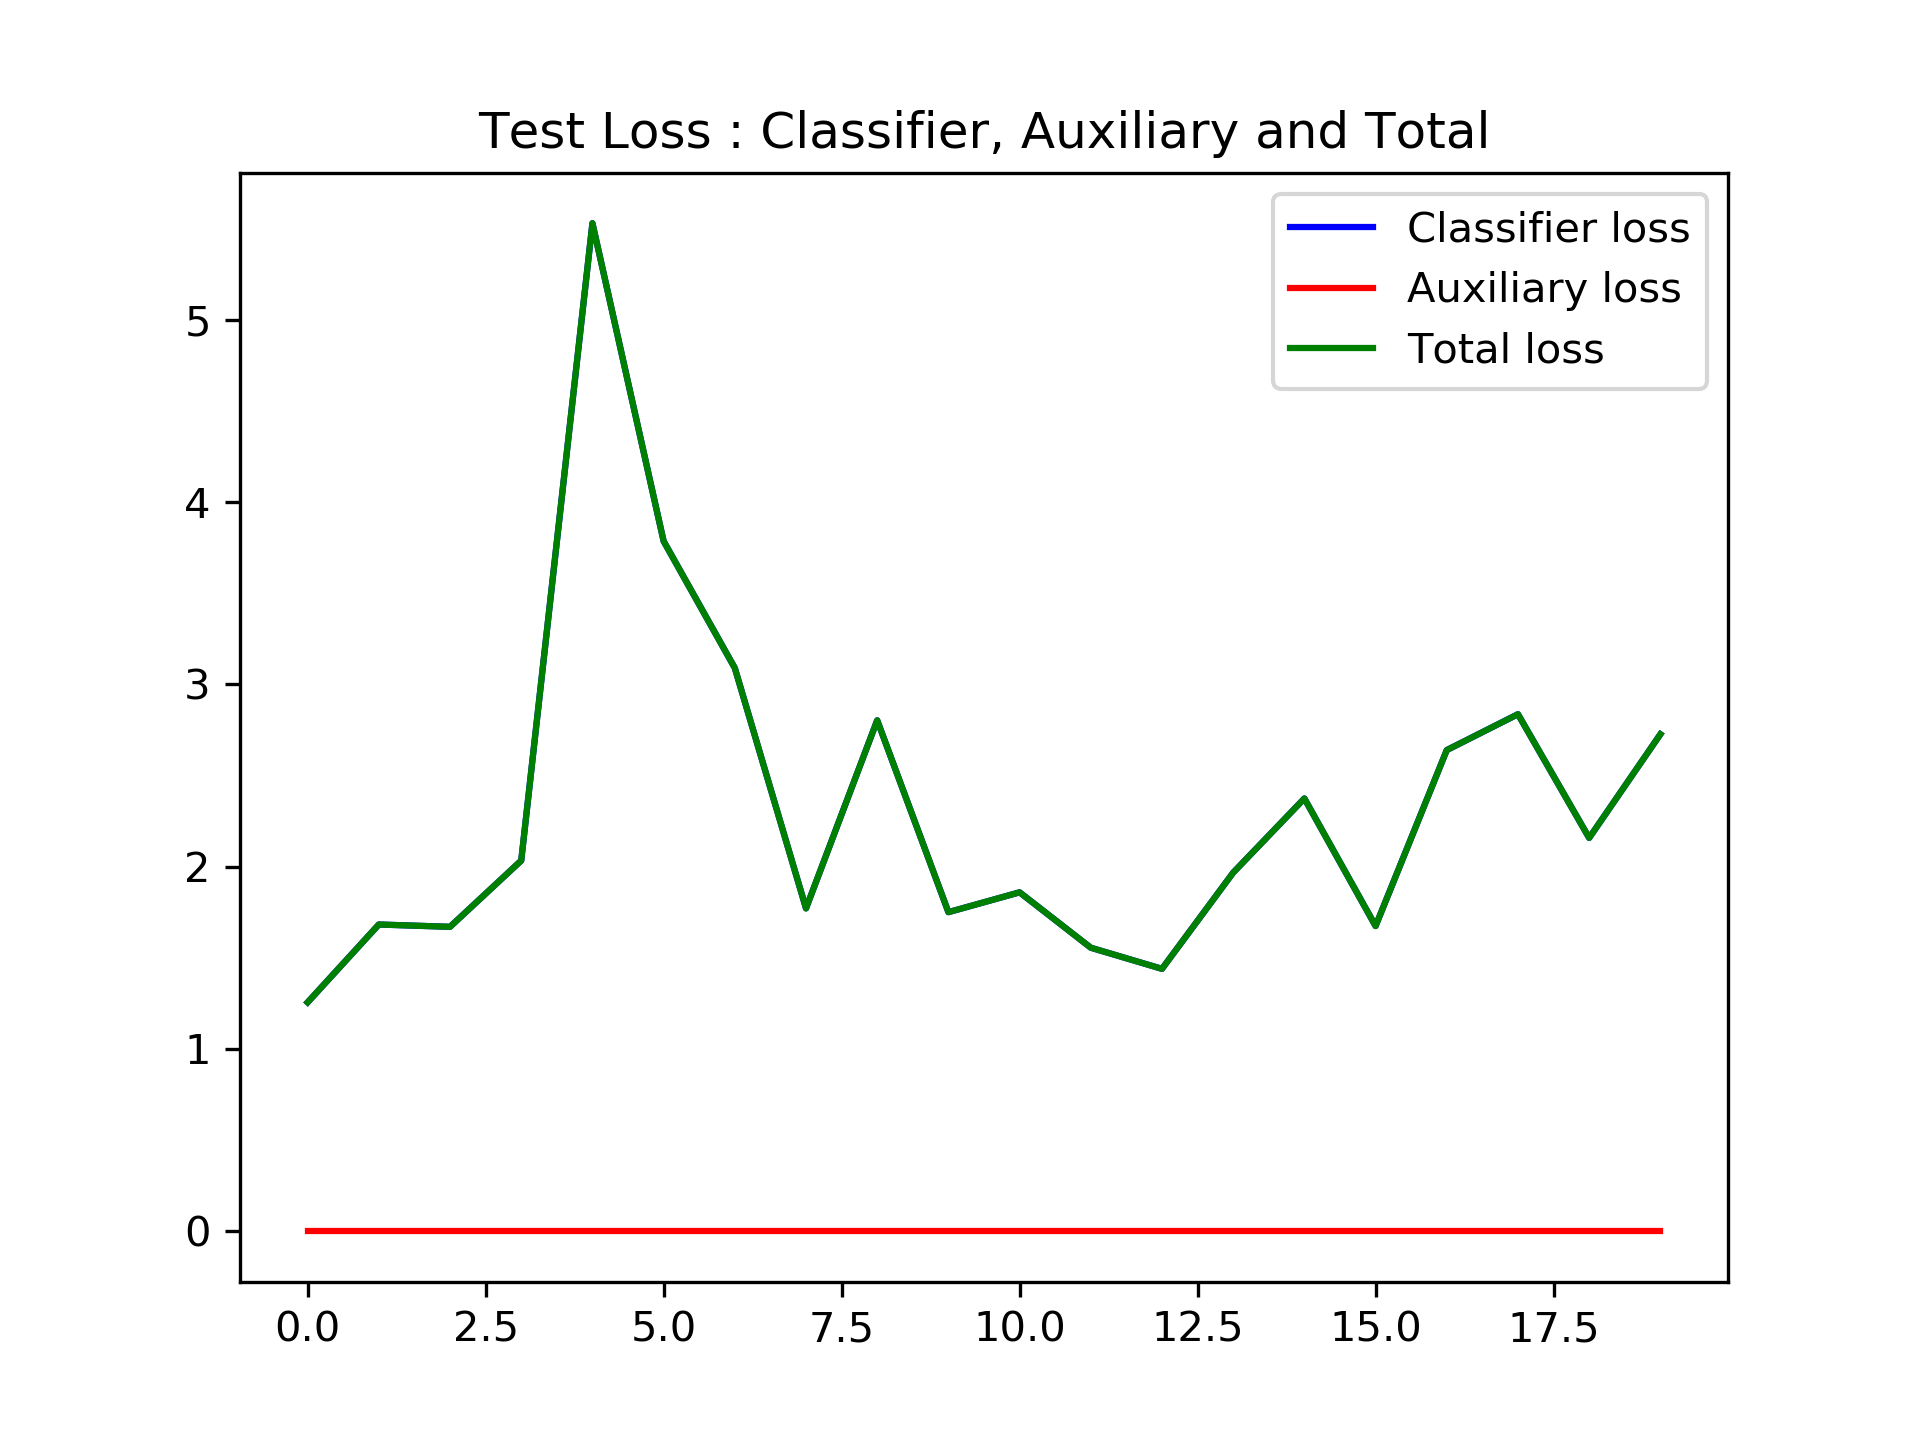 Test Loss : Classifier, Auxiliary and Total
Classifier loss
Auxiliary loss
Total loss
5
4
3
2
1
0
0.0 2.5 5.0 7.5 10.0 12.5 15.0 17.5